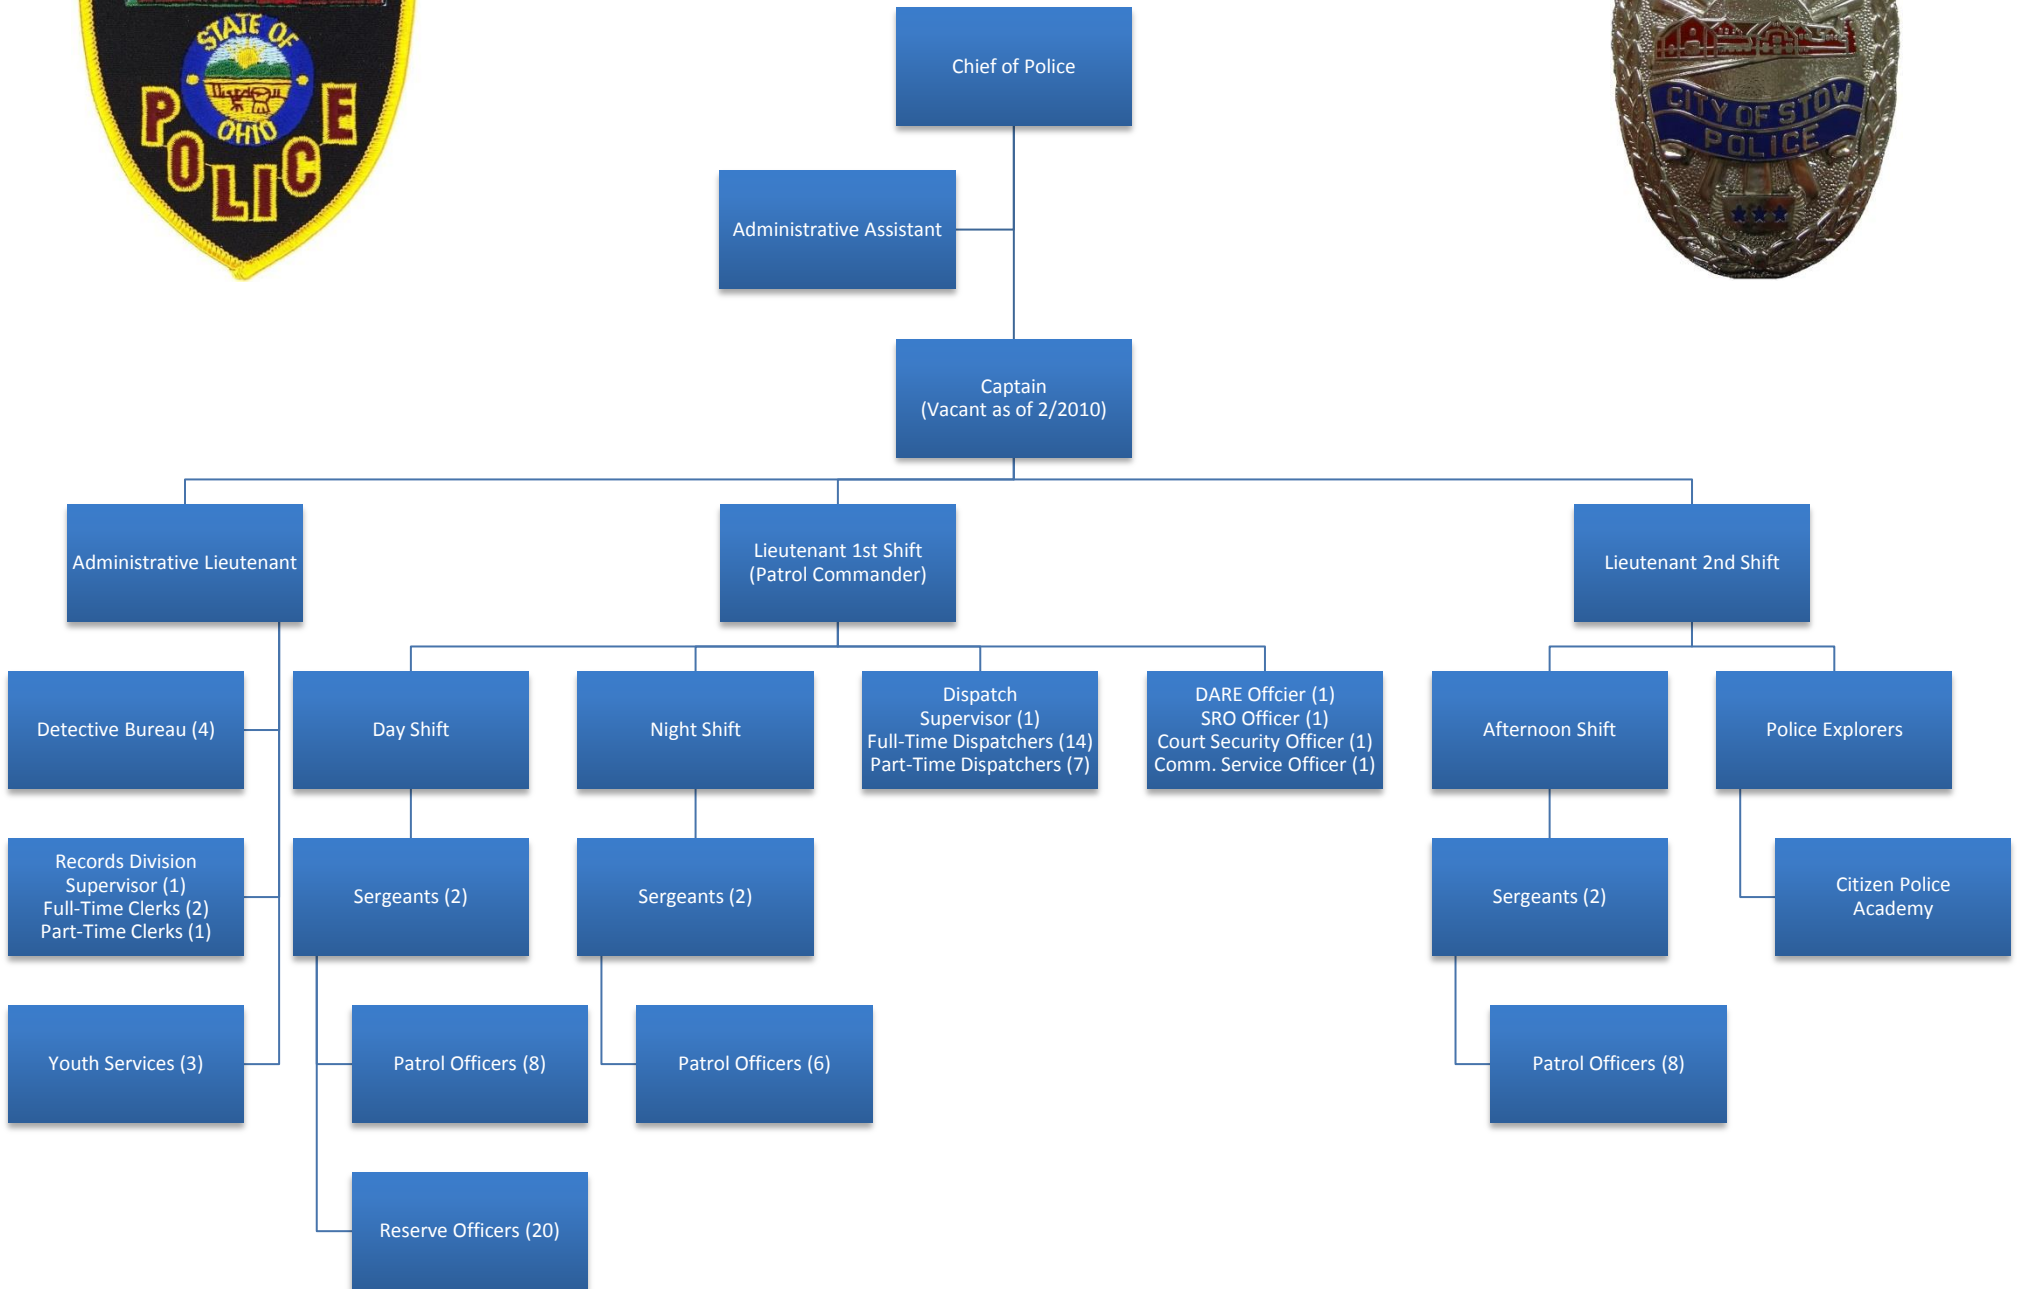 STATE OF
OHIO
POLICE
CITY OF STOW
POLICE
Chief of Police
Administrative Assistant
Captain
(Vacant as of 2/2010)
Administrative Lieutenant
Lieutenant 1st Shift
(Patrol Commander)
Lieutenant 2nd Shift
Detective Bureau (4)
Day Shift
Night Shift
Dispatch
Supervisor (1)
Full-Time Dispatchers (14)
Part-Time Dispatchers (7)
DARE Offcier (1)
SRO Officer (1)
Court Security Officer (1)
Comm. Service Officer (1)
Afternoon Shift
Police Explorers
Records Division
Supervisor (1)
Full-Time Clerks (2)
Part-Time Clerks (1)
Sergeants (2)
Sergeants (2)
Sergeants (2)
Citizen Police
Academy
Youth Services (3)
Patrol Officers (8)
Patrol Officers (6)
Patrol Officers (8)
Reserve Officers (20)